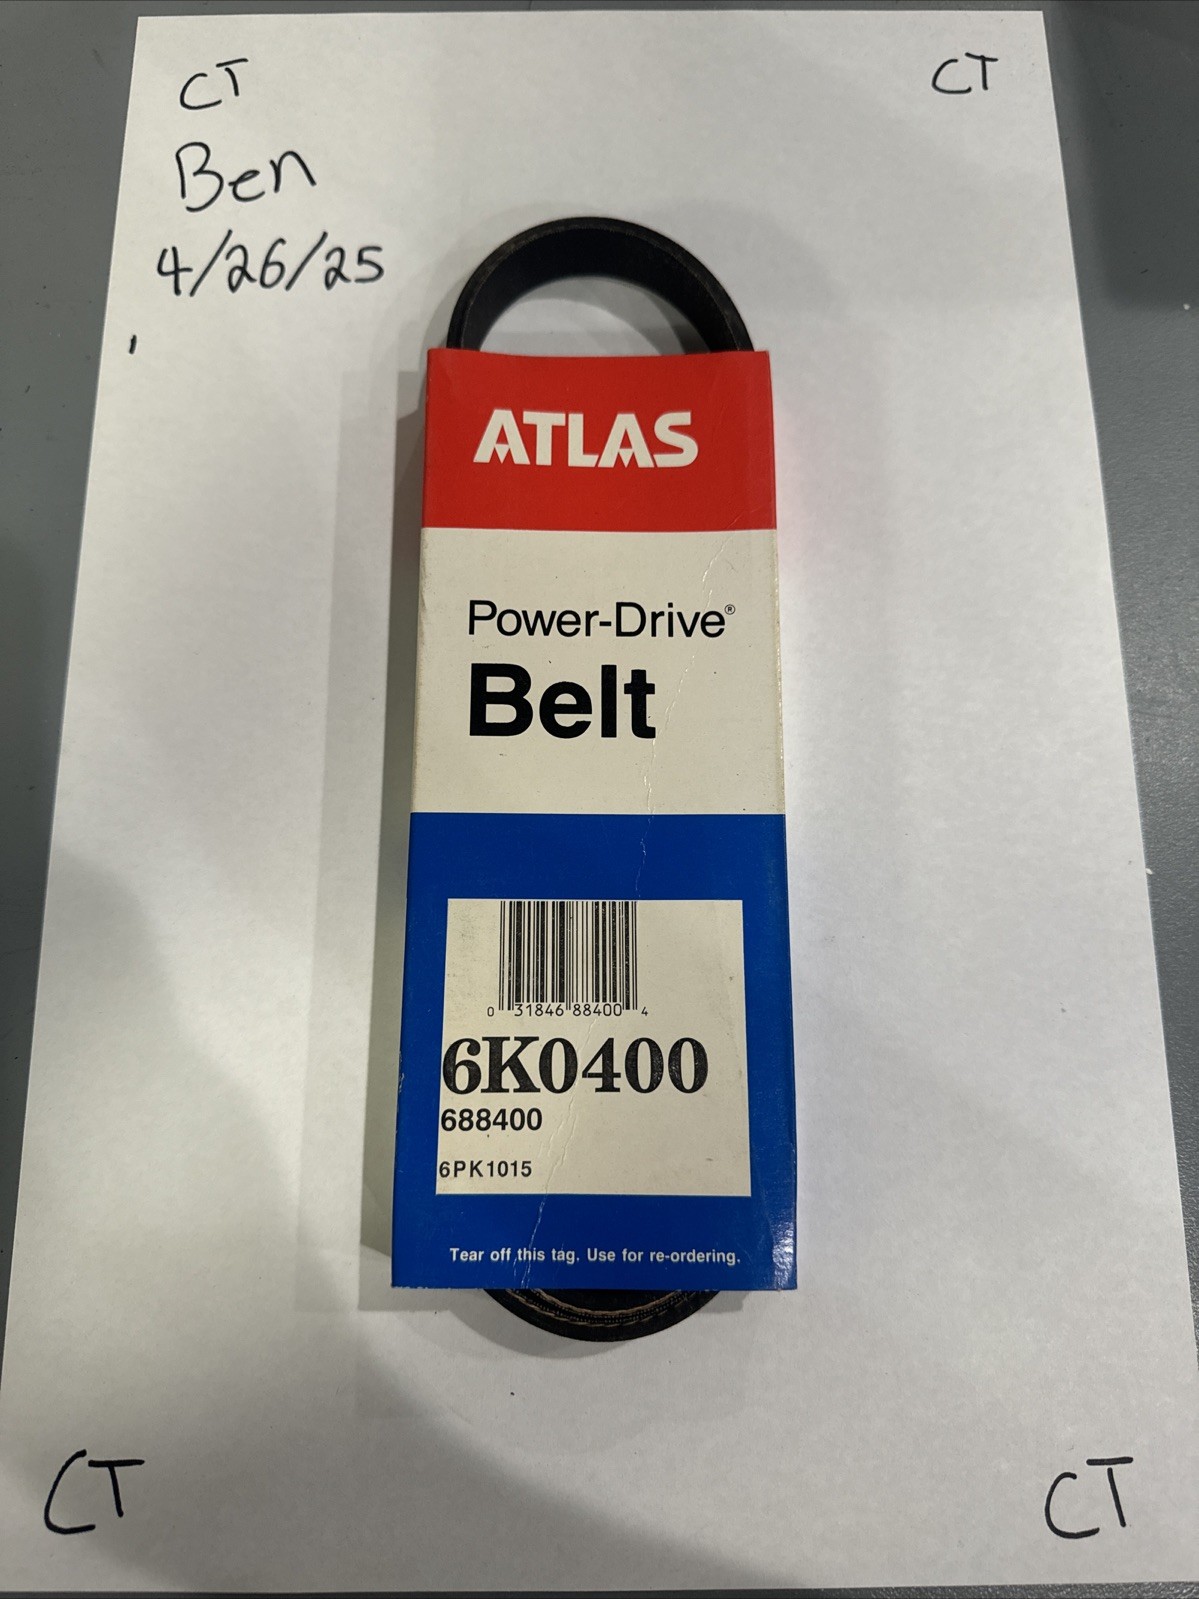 CT
CT
Ben
4/26/25
ATLAS
Power-Drive®
Belt
0 31846 88400 4
6K0400
688400
6PK1015
Tear off this tag. Use for re-ordering.
CT
CT